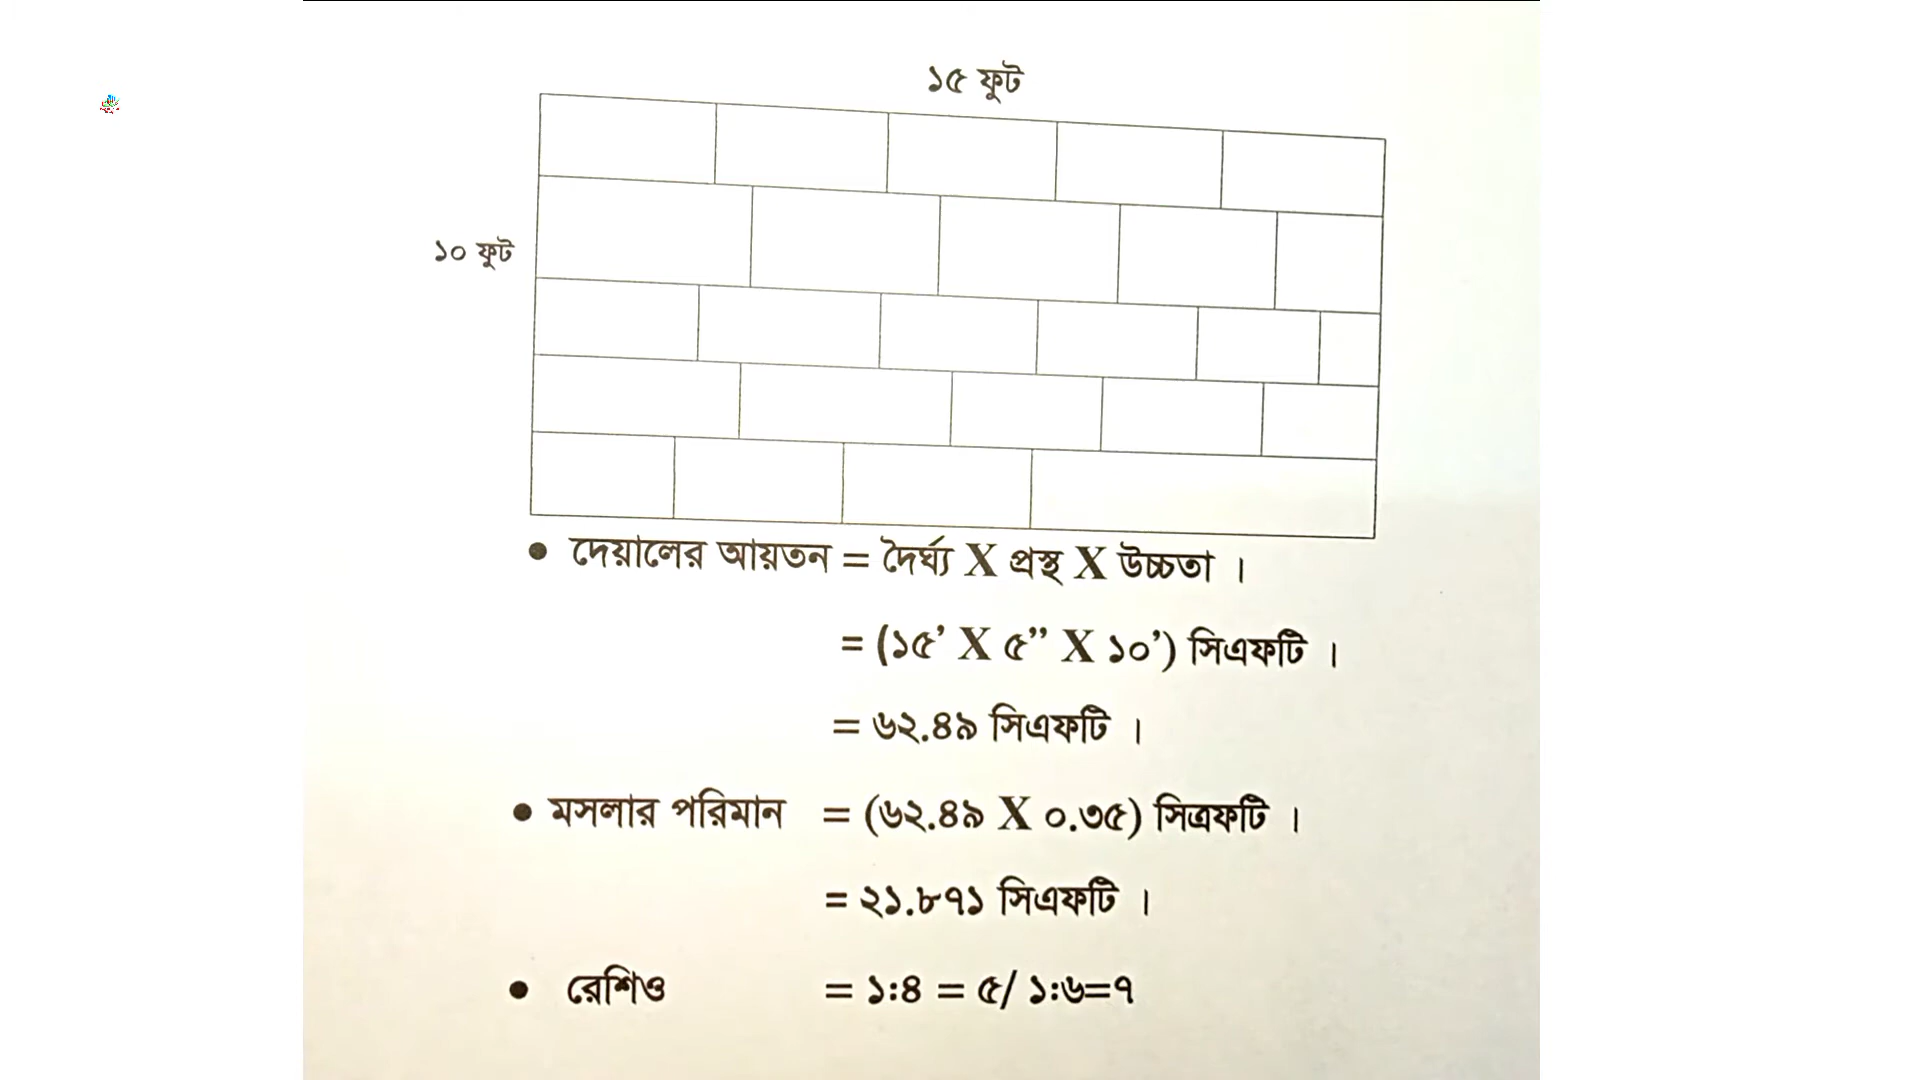 ১৫ ফুট
১০ ফুট
• দেয়ালের আয়তন = দৈর্ঘ্য X প্রস্থ X উচ্চতা ।
= (১৫’ X ৫” X ১০’) সিএফটি ।
= ৬২.৪৯ সিএফটি ।
• মসলার পরিমান = (৬২.৪৯ X ০.৩৫) সিত্রফটি ।
= ২১.৮৭১ সিএফটি ।
• রেশিও = ১:৪ = ৫/ ১:৬=৭